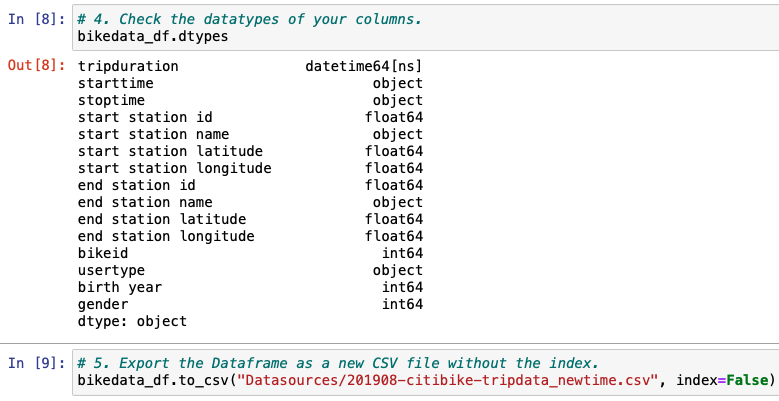 In [8]: # 4. Check the datatypes of your columns.
bikedata_df.dtypes
Out[8]: tripduration datetime64[ns]
starttime object
stoptime object
start station id float64
start station name object
start station latitude float64
start station longitude float64
end station id float64
end station name object
end station latitude float64
end station longitude float64
bikeid int64
usertype object
birth year int64
gender int64
dtype: object
In [9]: # 5. Export the Dataframe as a new CSV file without the index.
bikedata_df.to_csv("Datasources/201908-citibike-tripdata_newtime.csv", index=False)